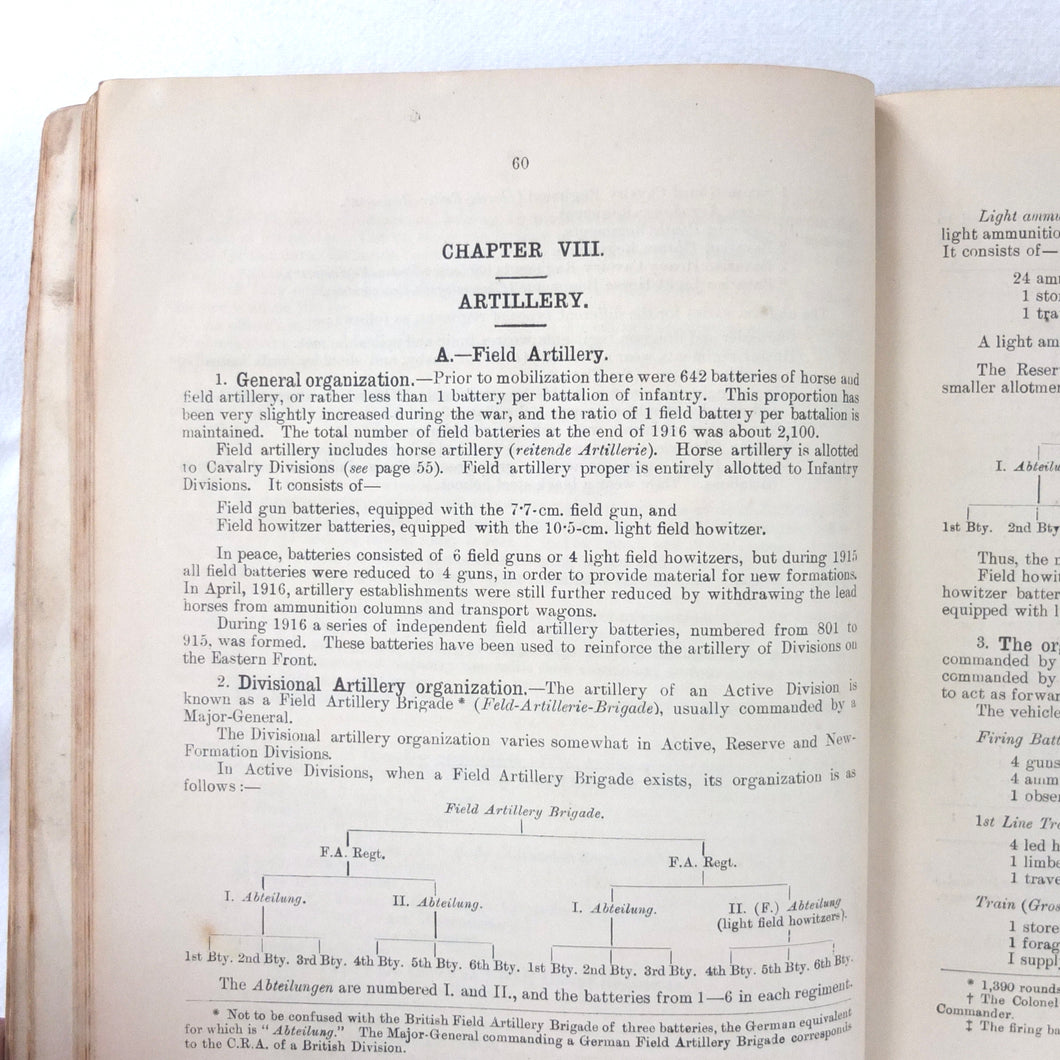 60
CHAPTER VIII.
ARTILLERY.
A.—Field Artillery.
1. General organization.—Prior to mobilization there were 642 batteries of horse and
field artillery, or rather less than 1 battery per battalion of infantry. This proportion has
been very slightly increased during the war, and the ratio of 1 field battery per battalion is
maintained. The total number of field batteries at the end of 1916 was about 2,100.
Field artillery includes horse artillery (reitende Artillerie). Horse artillery is allotted
to Cavalry Divisions (see page 55). Field artillery proper is entirely allotted to Infantry
Divisions. It consists of—
Field gun batteries, equipped with the 7·7-cm. field gun, and
Field howitzer batteries, equipped with the 10·5-cm. light field howitzer.
In peace, batteries consisted of 6 field guns or 4 light field howitzers, but during 1915
all field batteries were reduced to 4 guns, in order to provide material for new formations.
In April, 1916, artillery establishments were still further reduced by withdrawing the lead
horses from ammunition columns and transport wagons.
During 1916 a series of independent field artillery batteries, numbered from 801 to
915, was formed. These batteries have been used to reinforce the artillery of Divisions on
the Eastern Front.
2. Divisional Artillery organization.—The artillery of an Active Division is
known as a Field Artillery Brigade * (Feld-Artillerie-Brigade), usually commanded by a
Major-General.
The Divisional artillery organization varies somewhat in Active, Reserve and New-
Formation Divisions.
In Active Divisions, when a Field Artillery Brigade exists, its organization is as
follows :—
Field Artillery Brigade.
F.A. Regt. F.A. Regt.
I. Abteilung. II. Abteilung. I. Abteilung. II. (F.) Abteilung
(light field howitzers).
1st Bty. 2nd Bty. 3rd Bty. 4th Bty. 5th Bty. 6th Bty. 1st Bty. 2nd Bty. 3rd Bty. 4th Bty. 5th Bty. 6th Bty.
The Abteilungen are numbered I. and II., and the batteries from 1—6 in each regiment.
* Not to be confused with the British Field Artillery Brigade of three batteries, the German equivalent
for which is "Abteilung." The Major-General commanding a German Field Artillery Brigade corresponds
to the C.R.A. of a British Division.
Light
light
It consists of—
24
1
1
A light
The
smaller
I.
1st Bty. 2nd Bty
Thus, the
Field
howitzer
equipped with
3. The
commanded by
commanded by
to act as
The
Firing
4 guns
4
1
1st Line
4 led
1
1
Train
1 store
1
1
* 1,390 rounds
† The Colonel
Commander.
‡ The firing